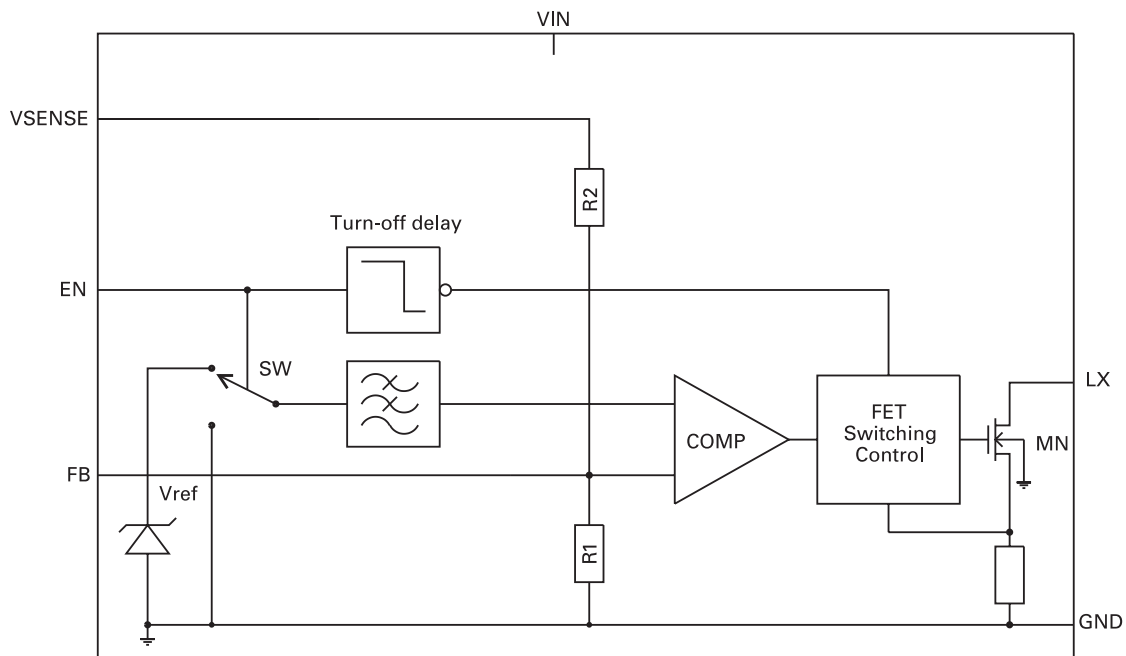 VIN
VSENSE
R2
Turn-off delay
EN
SW
LX
FET
Switching
Control
COMP
MN
FB
Vref
R1
GND